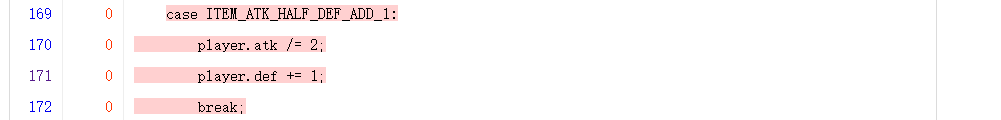 169 0 case ITEM_ATK_HALF_DEF_ADD_1:
170 0 player.atk /= 2;
171 0 player.def += 1;
172 0 break;